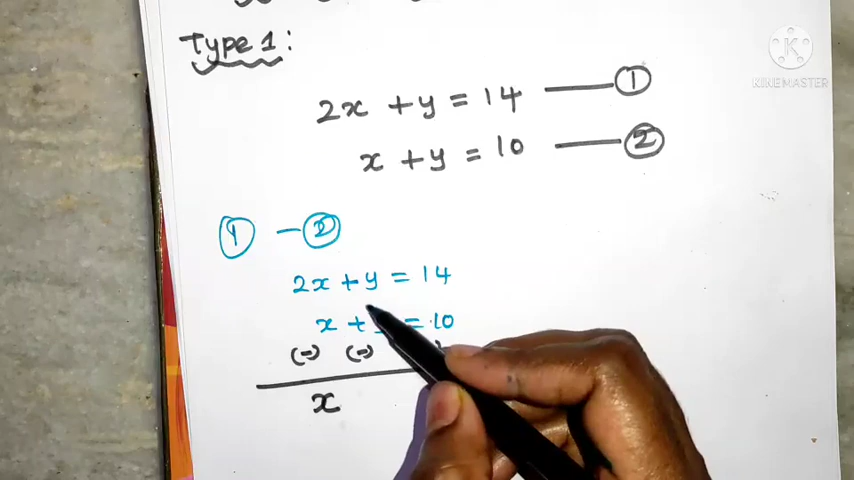 Type 1:
K
KINEMASTER
2x + y = 14 —— ①
x + y = 10 —— ②
① - ②
2x + y = 14
x + = 10
(-) (-)
x